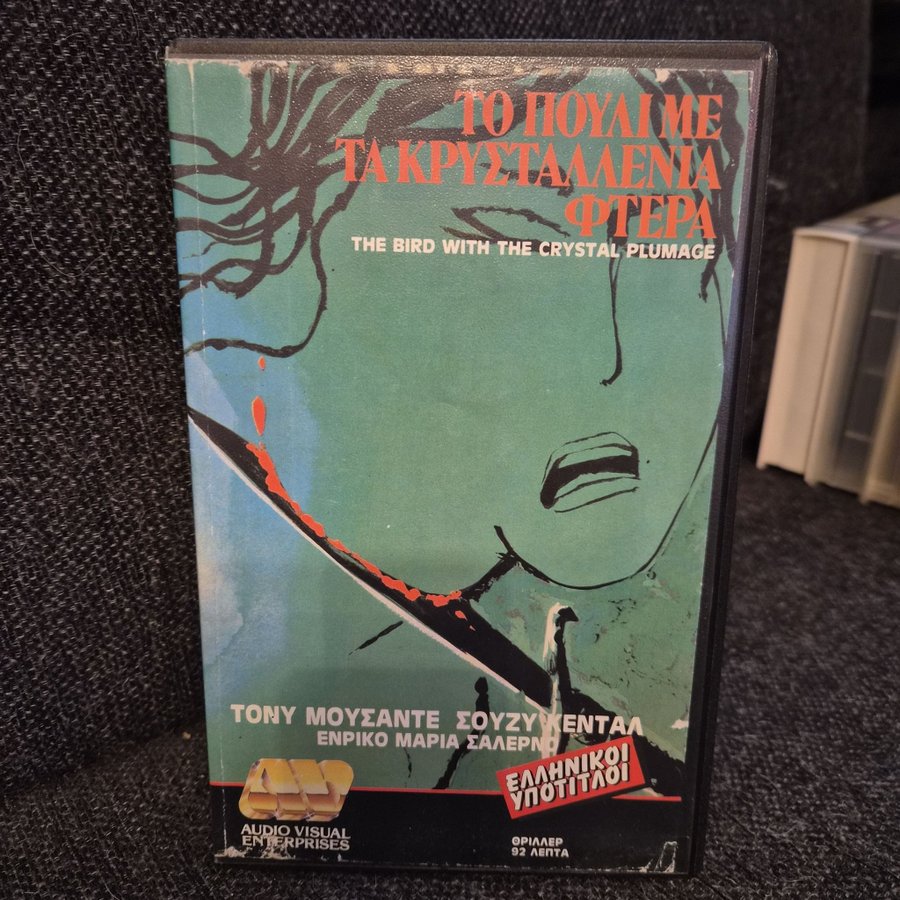 ΤΟ ΠΟΥΛΙ ΜΕ
ΤΑ ΚΡΥΣΤΑΛΛΕΝΙΑ
ΦΤΕΡΑ
THE BIRD WITH THE CRYSTAL PLUMAGE
ΤΟΝΥ ΜΟΥΣΑΝΤΕ ΣΟΥΖΥ ΚΕΝΤΑΛ
ΕΝΡΙΚΟ ΜΑΡΙΑ ΣΑΛΕΡΝΟ
ΕΛΛΗΝΙΚΟΙ
ΥΠΟΤΙΤΛΟΙ
AUDIO VISUAL
ENTERPRISES
ΘΡΙΛΛΕΡ
92 ΛΕΠΤΑ